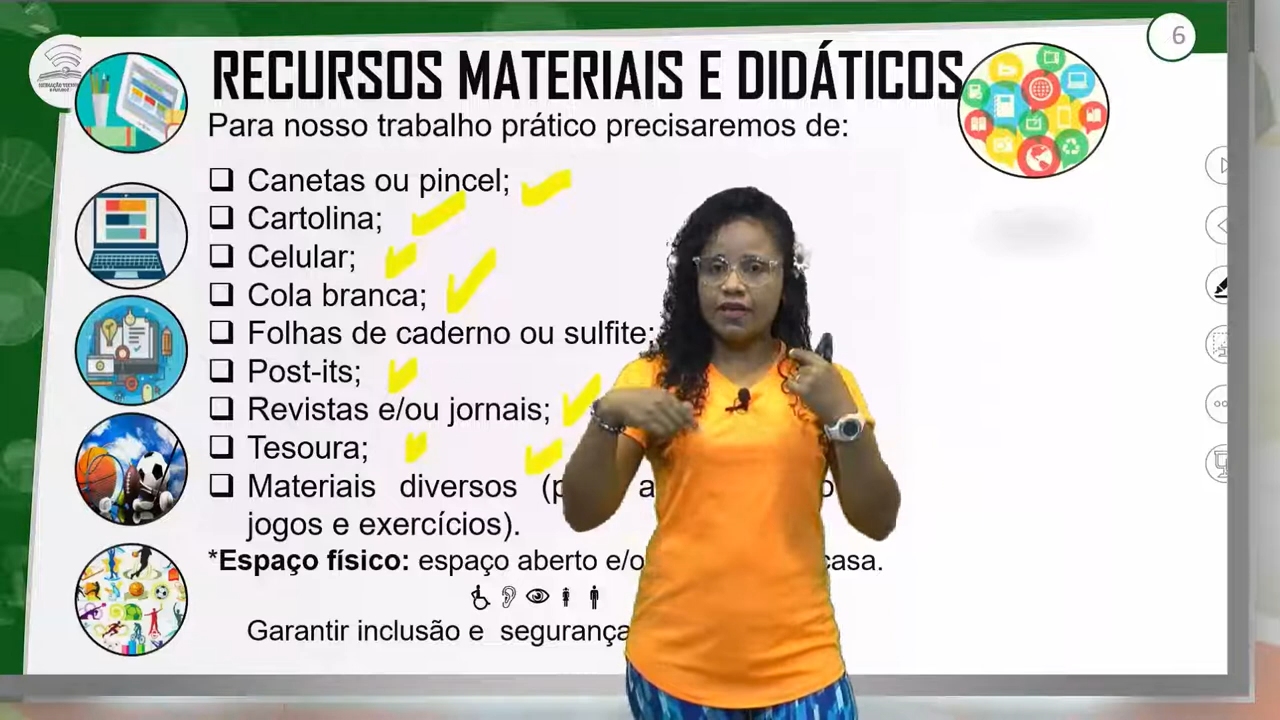 6
RECURSOS MATERIAIS E DIDÁTICOS
Para nosso trabalho prático precisaremos de:
Canetas ou pincel;
Cartolina;
Celular;
Cola branca;
Folhas de caderno ou sulfite;
Post-its;
Revistas e/ou jornais;
Tesoura;
Materiais diversos
jogos e exercícios).
*Espaço físico: espaço aberto casa.
Garantir inclusão e segurança